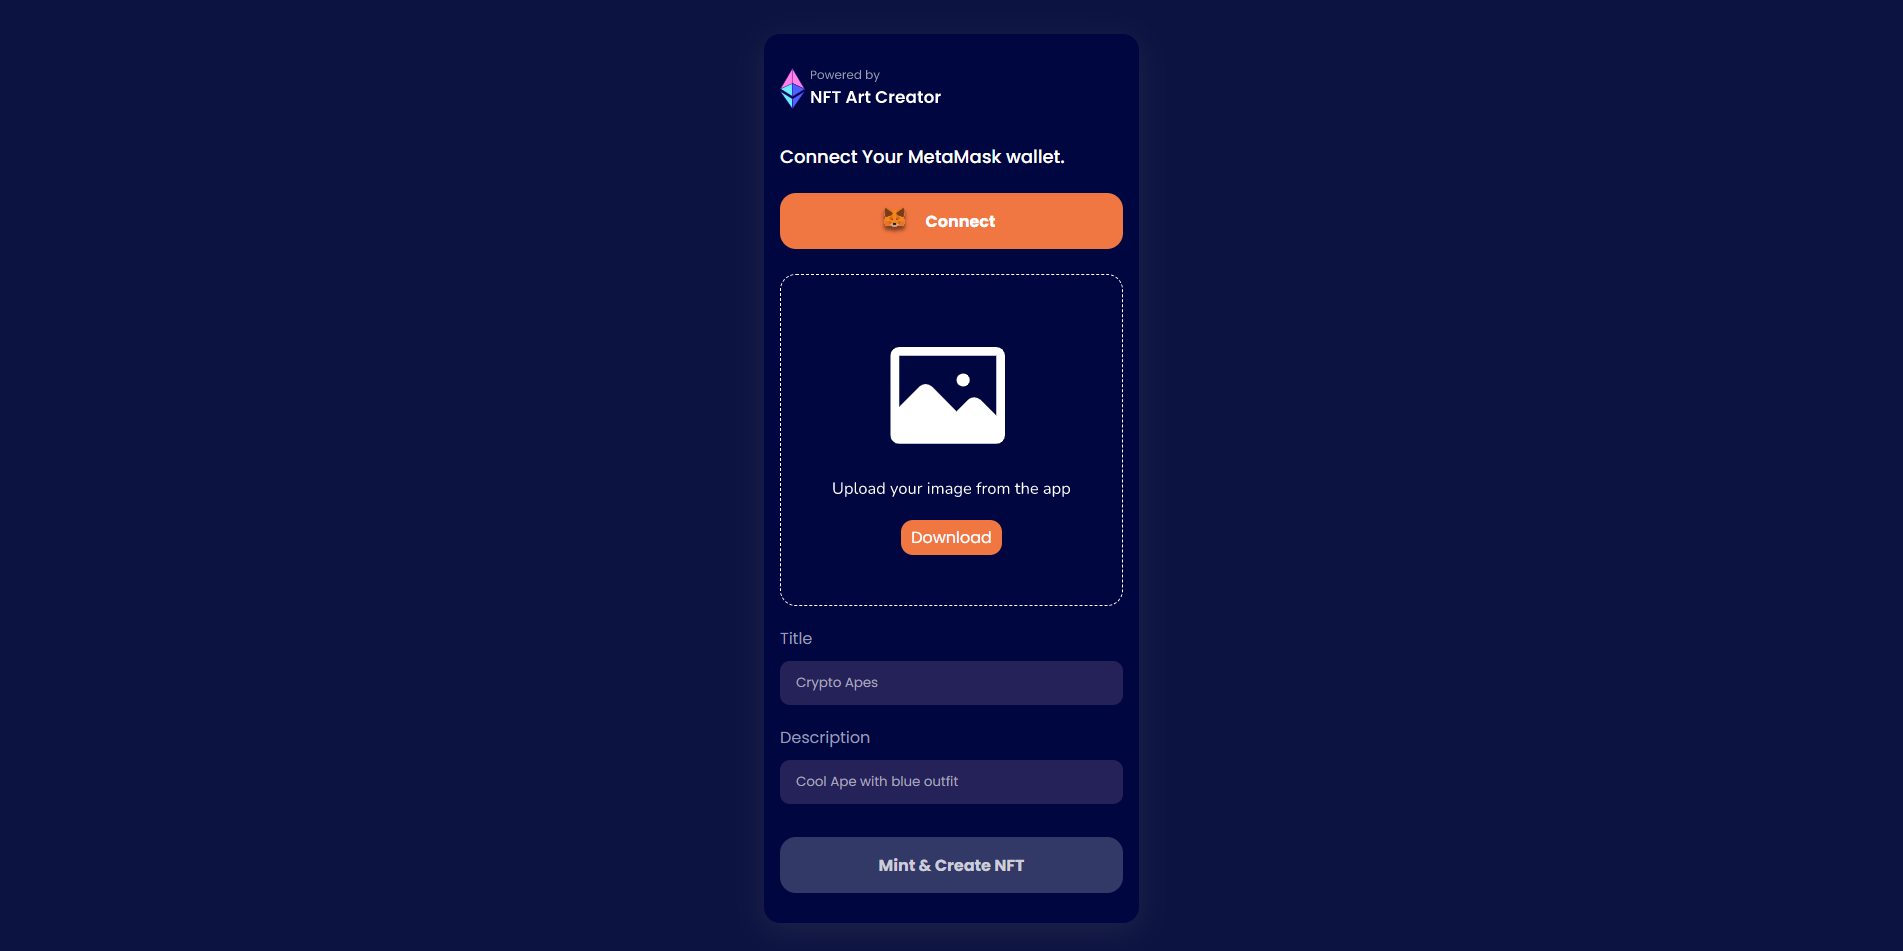 Powered by
NFT Art Creator
Connect Your MetaMask wallet.
Connect
Upload your image from the app
Download
Title
Crypto Apes
Description
Cool Ape with blue outfit
Mint & Create NFT